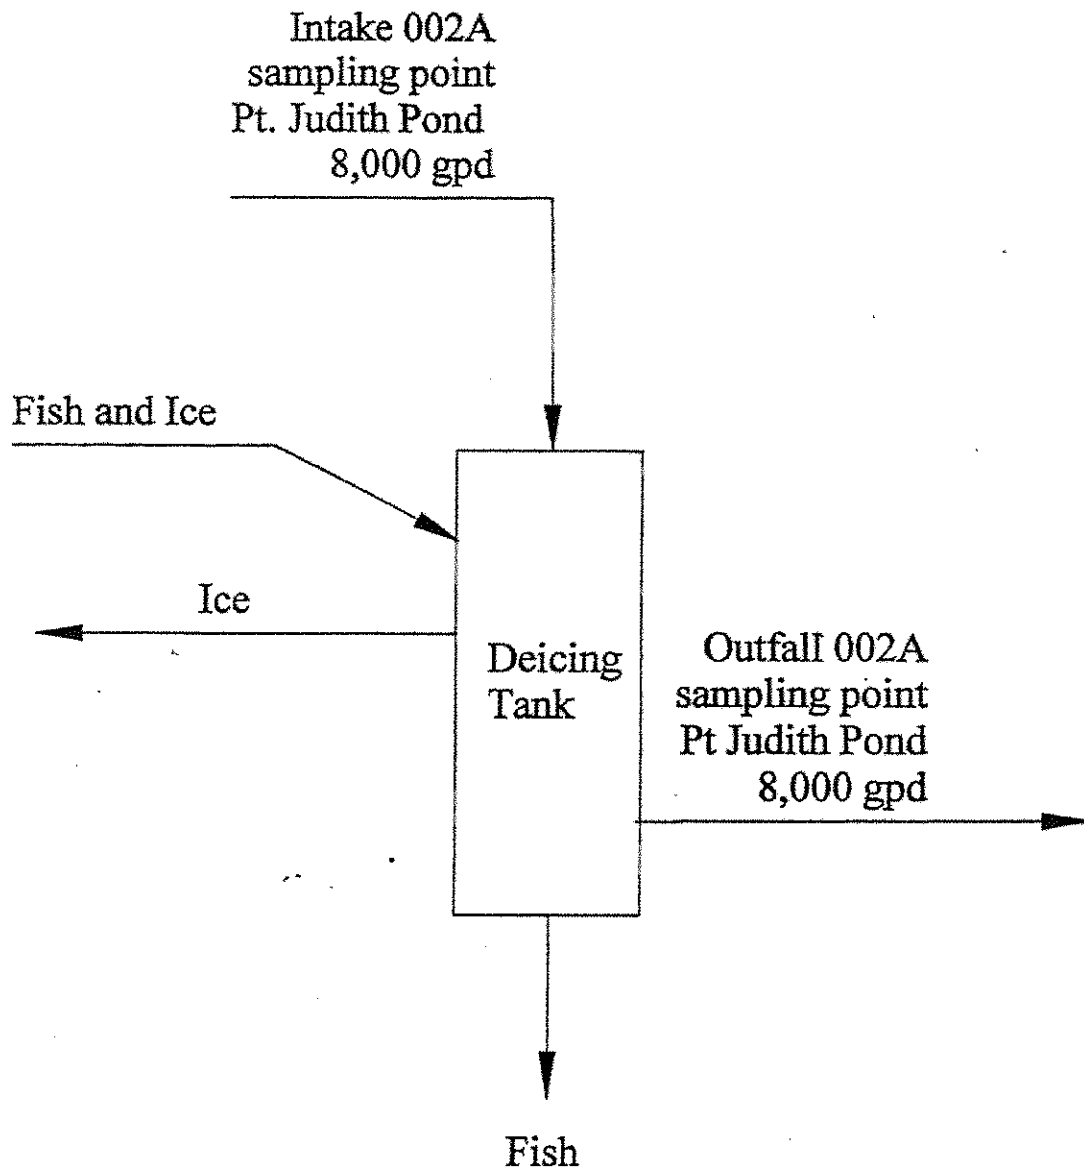 Intake 002A
sampling point
Pt. Judith Pond
8,000 gpd
Fish and Ice
Ice
Deicing
Tank
Outfall 002A
sampling point
Pt Judith Pond
8,000 gpd
Fish